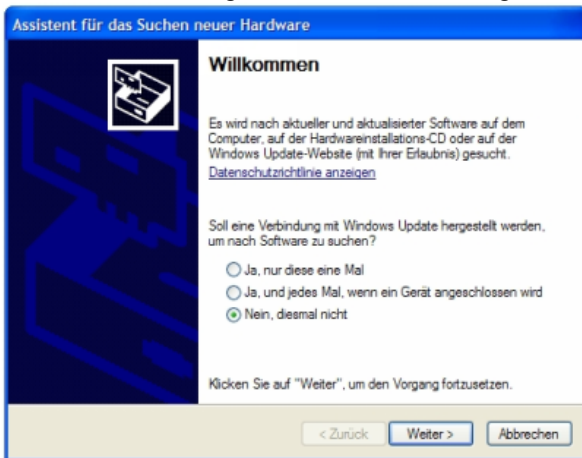 Assistent für das Suchen neuer Hardware
Willkommen
Es wird nach aktueller und aktualisierter Software auf dem
Computer, auf der Hardwareinstallations-CD oder auf der
Windows Update-Website (mit Ihrer Erlaubnis) gesucht.
Datenschutzrichtlinie anzeigen
Soll eine Verbindung mit Windows Update hergestellt werden,
um nach Software zu suchen?
Ja, nur diese eine Mal
Ja, und jedes Mal, wenn ein Gerät angeschlossen wird
Nein, diesmal nicht
Klicken Sie auf "Weiter", um den Vorgang fortzusetzen.
< Zurück Weiter > Abbrechen